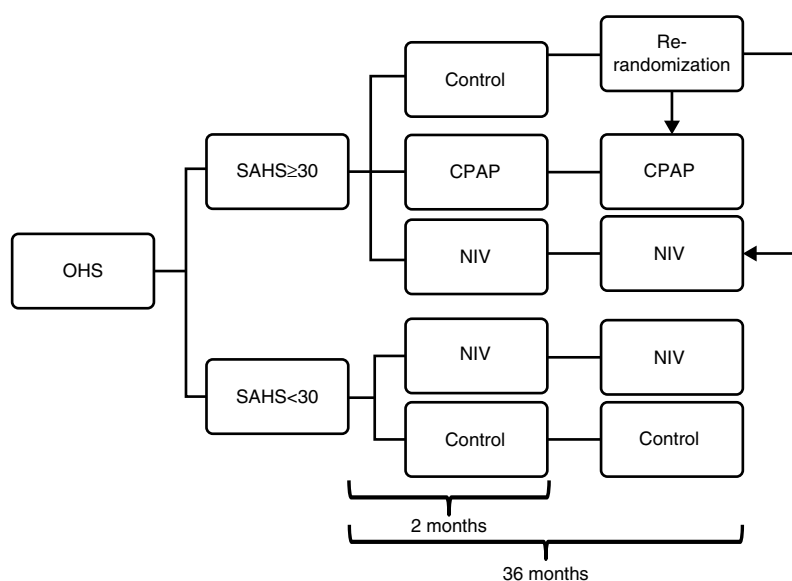 Re-
randomization
Control
SAHS≥30
CPAP
CPAP
NIV
NIV
OHS
NIV
NIV
SAHS<30
Control
Control
2 months
36 months